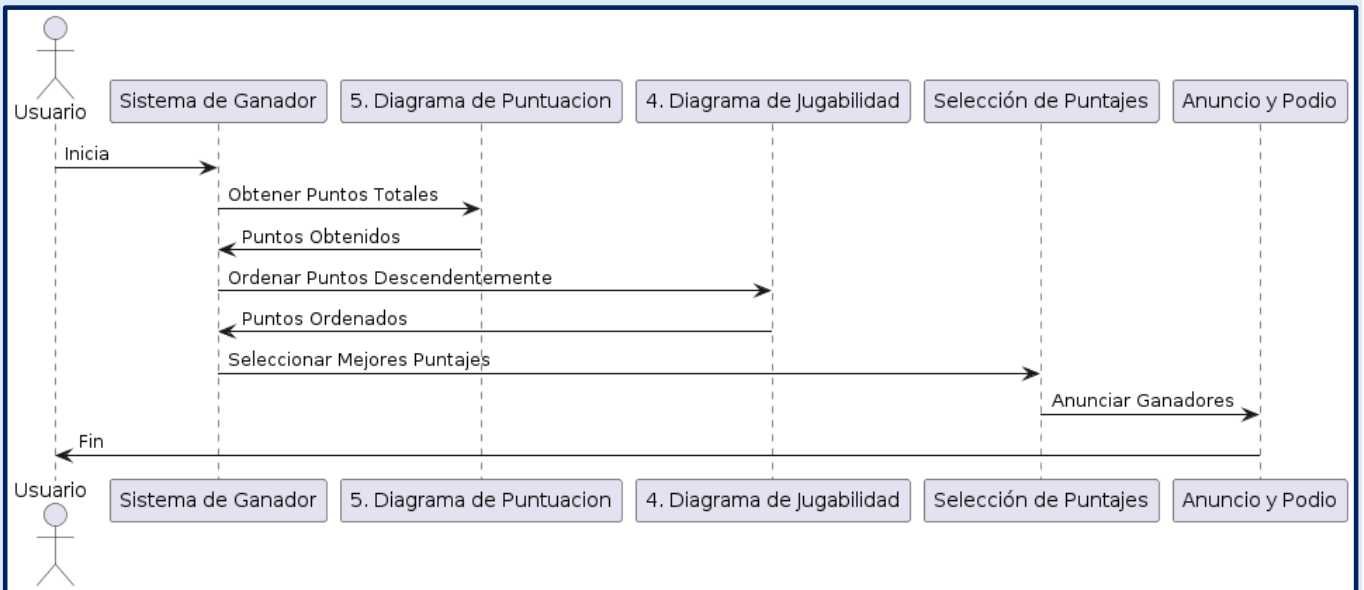 Usuario
Sistema de Ganador
5. Diagrama de Puntuacion
4. Diagrama de Jugabilidad
Selección de Puntajes
Anuncio y Podio
Inicia
Obtener Puntos Totales
Puntos Obtenidos
Ordenar Puntos Descendentemente
Puntos Ordenados
Seleccionar Mejores Puntajes
Anunciar Ganadores
Fin
Usuario
Sistema de Ganador
5. Diagrama de Puntuacion
4. Diagrama de Jugabilidad
Selección de Puntajes
Anuncio y Podio